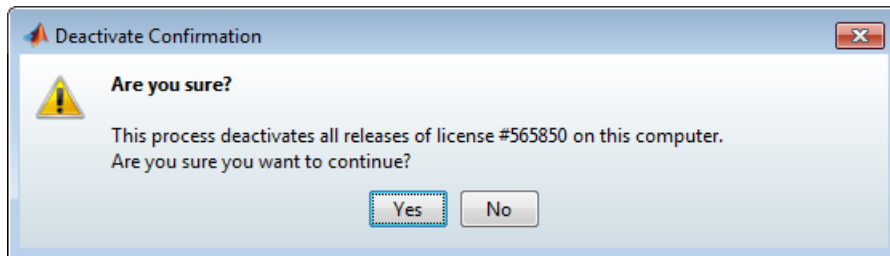 Deactivate Confirmation
Are you sure?
This process deactivates all releases of license #565850 on this computer.
Are you sure you want to continue?
Yes No